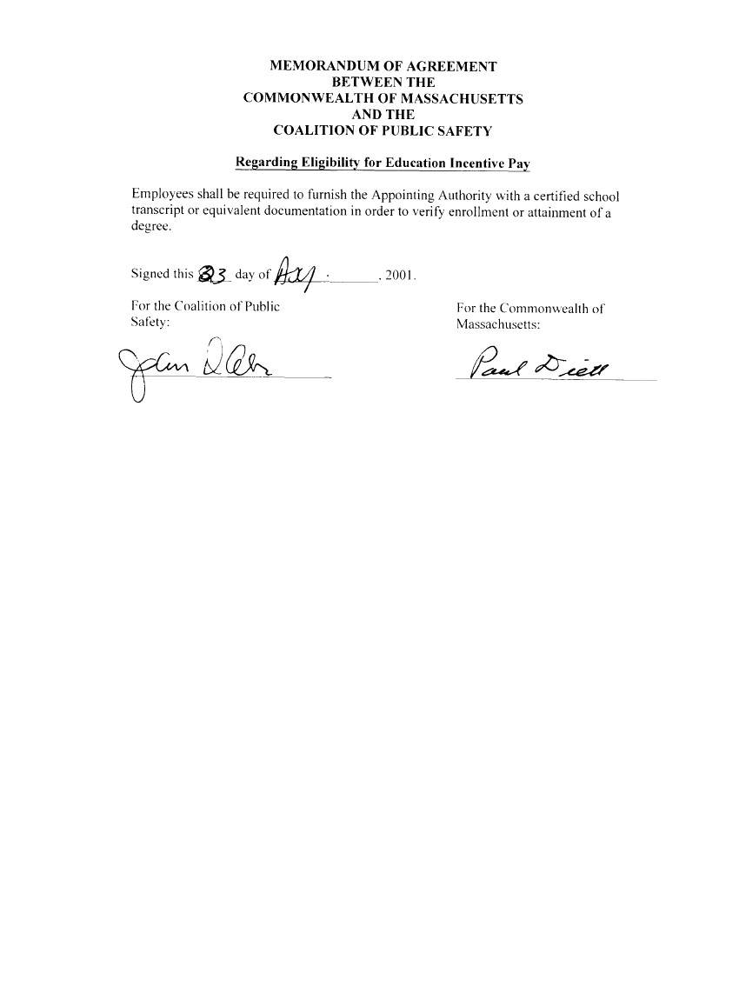 MEMORANDUM OF AGREEMENT
BETWEEN THE
COMMONWEALTH OF MASSACHUSETTS
AND THE
COALITION OF PUBLIC SAFETY
Regarding Eligibility for Education Incentive Pay
Employees shall be required to furnish the Appointing Authority with a certified school
transcript or equivalent documentation in order to verify enrollment or attainment of a
degree.
Signed this 23 day of , 2001.
For the Coalition of Public
Safety:
For the Commonwealth of
Massachusetts:
John D
Paul Dietl